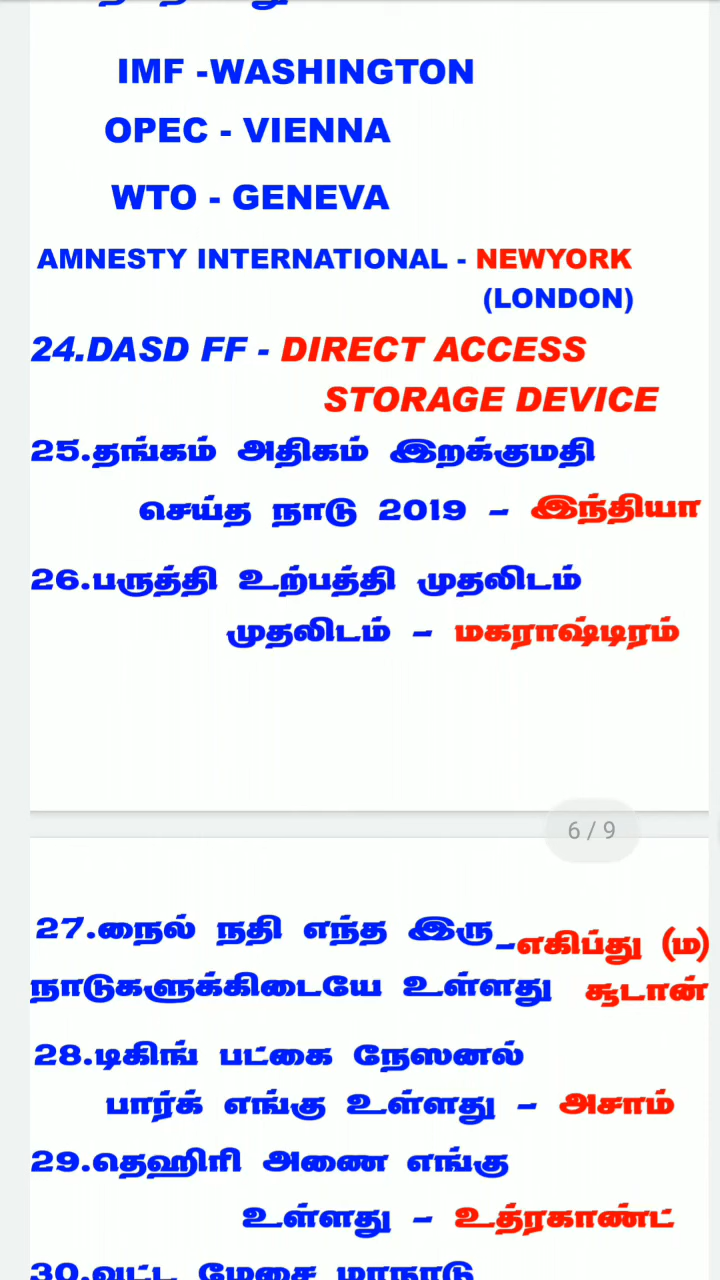 IMF -WASHINGTON
OPEC - VIENNA
WTO - GENEVA
AMNESTY INTERNATIONAL - NEWYORK
(LONDON)
24.DASD FF - DIRECT ACCESS
STORAGE DEVICE
25.தங்கம் அதிகம் இறக்குமதி
செய்த நாடு 2019 - இந்தியா
26.பருத்தி உற்பத்தி முதலிடம்
முதலிடம் - மகராஷ்டிரம்
6 / 9
27.நைல் நதி எந்த இரு -எகிப்து (ம)
நாடுகளுக்கிடையே உள்ளது சூடான்
28.டிகிங் பட்கை நேஸனல்
பார்க் எங்கு உள்ளது - அசாம்
29.தெஹிரி அணை எங்கு
உள்ளது - உத்ரகாண்ட்
30.வட்ட மேசை மாநாடு